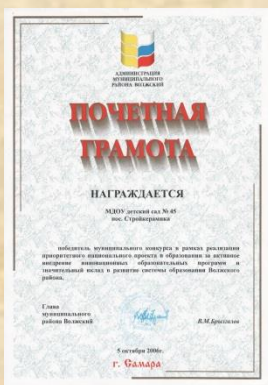 АДМИНИСТРАЦИЯ
МУНИЦИПАЛЬНОГО
РАЙОНА ВОЛЖСКИЙ
ПОЧЕТНАЯ
ГРАМОТА
НАГРАЖДАЕТСЯ
МДОУ детский сад № 45
пос. Стройкерамика
победитель муниципального конкурса в рамках реализации
приоритетного национального проекта в образовании за активное
внедрение инновационных образовательных программ и
значительный вклад в развитие системы образования Волжского
района.
Глава
муниципального
района Волжский
В.М.
5 октября 2006г.
г. Самара